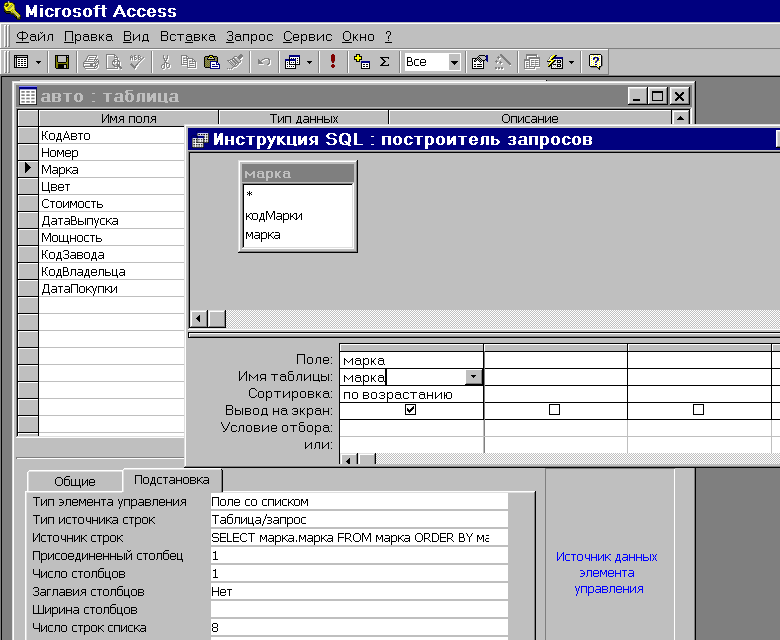 Microsoft Access
Файл Правка Вид Вставка Запрос Сервис Окно ?
Все
авто : таблица
Имя поля Тип данных Описание
КодАвто
Номер
Марка
Цвет
Стоимость
ДатаВыпуска
Мощность
КодЗавода
КодВладельца
ДатаПокупки
Инструкция SQL : построитель запросов
марка
*
кодМарки
марка
Поле: марка
Имя таблицы: марка
Сортировка: по возрастанию
Вывод на экран:
Условие отбора:
или:
Общие Подстановка
Тип элемента управления Поле со списком
Тип источника строк Таблица/запрос
Источник строк SELECT марка.марка FROM марка ORDER BY ма
Присоединенный столбец 1
Число столбцов 1
Заглавия столбцов Нет
Ширина столбцов
Число строк списка 8
Источник данных
элемента
управления